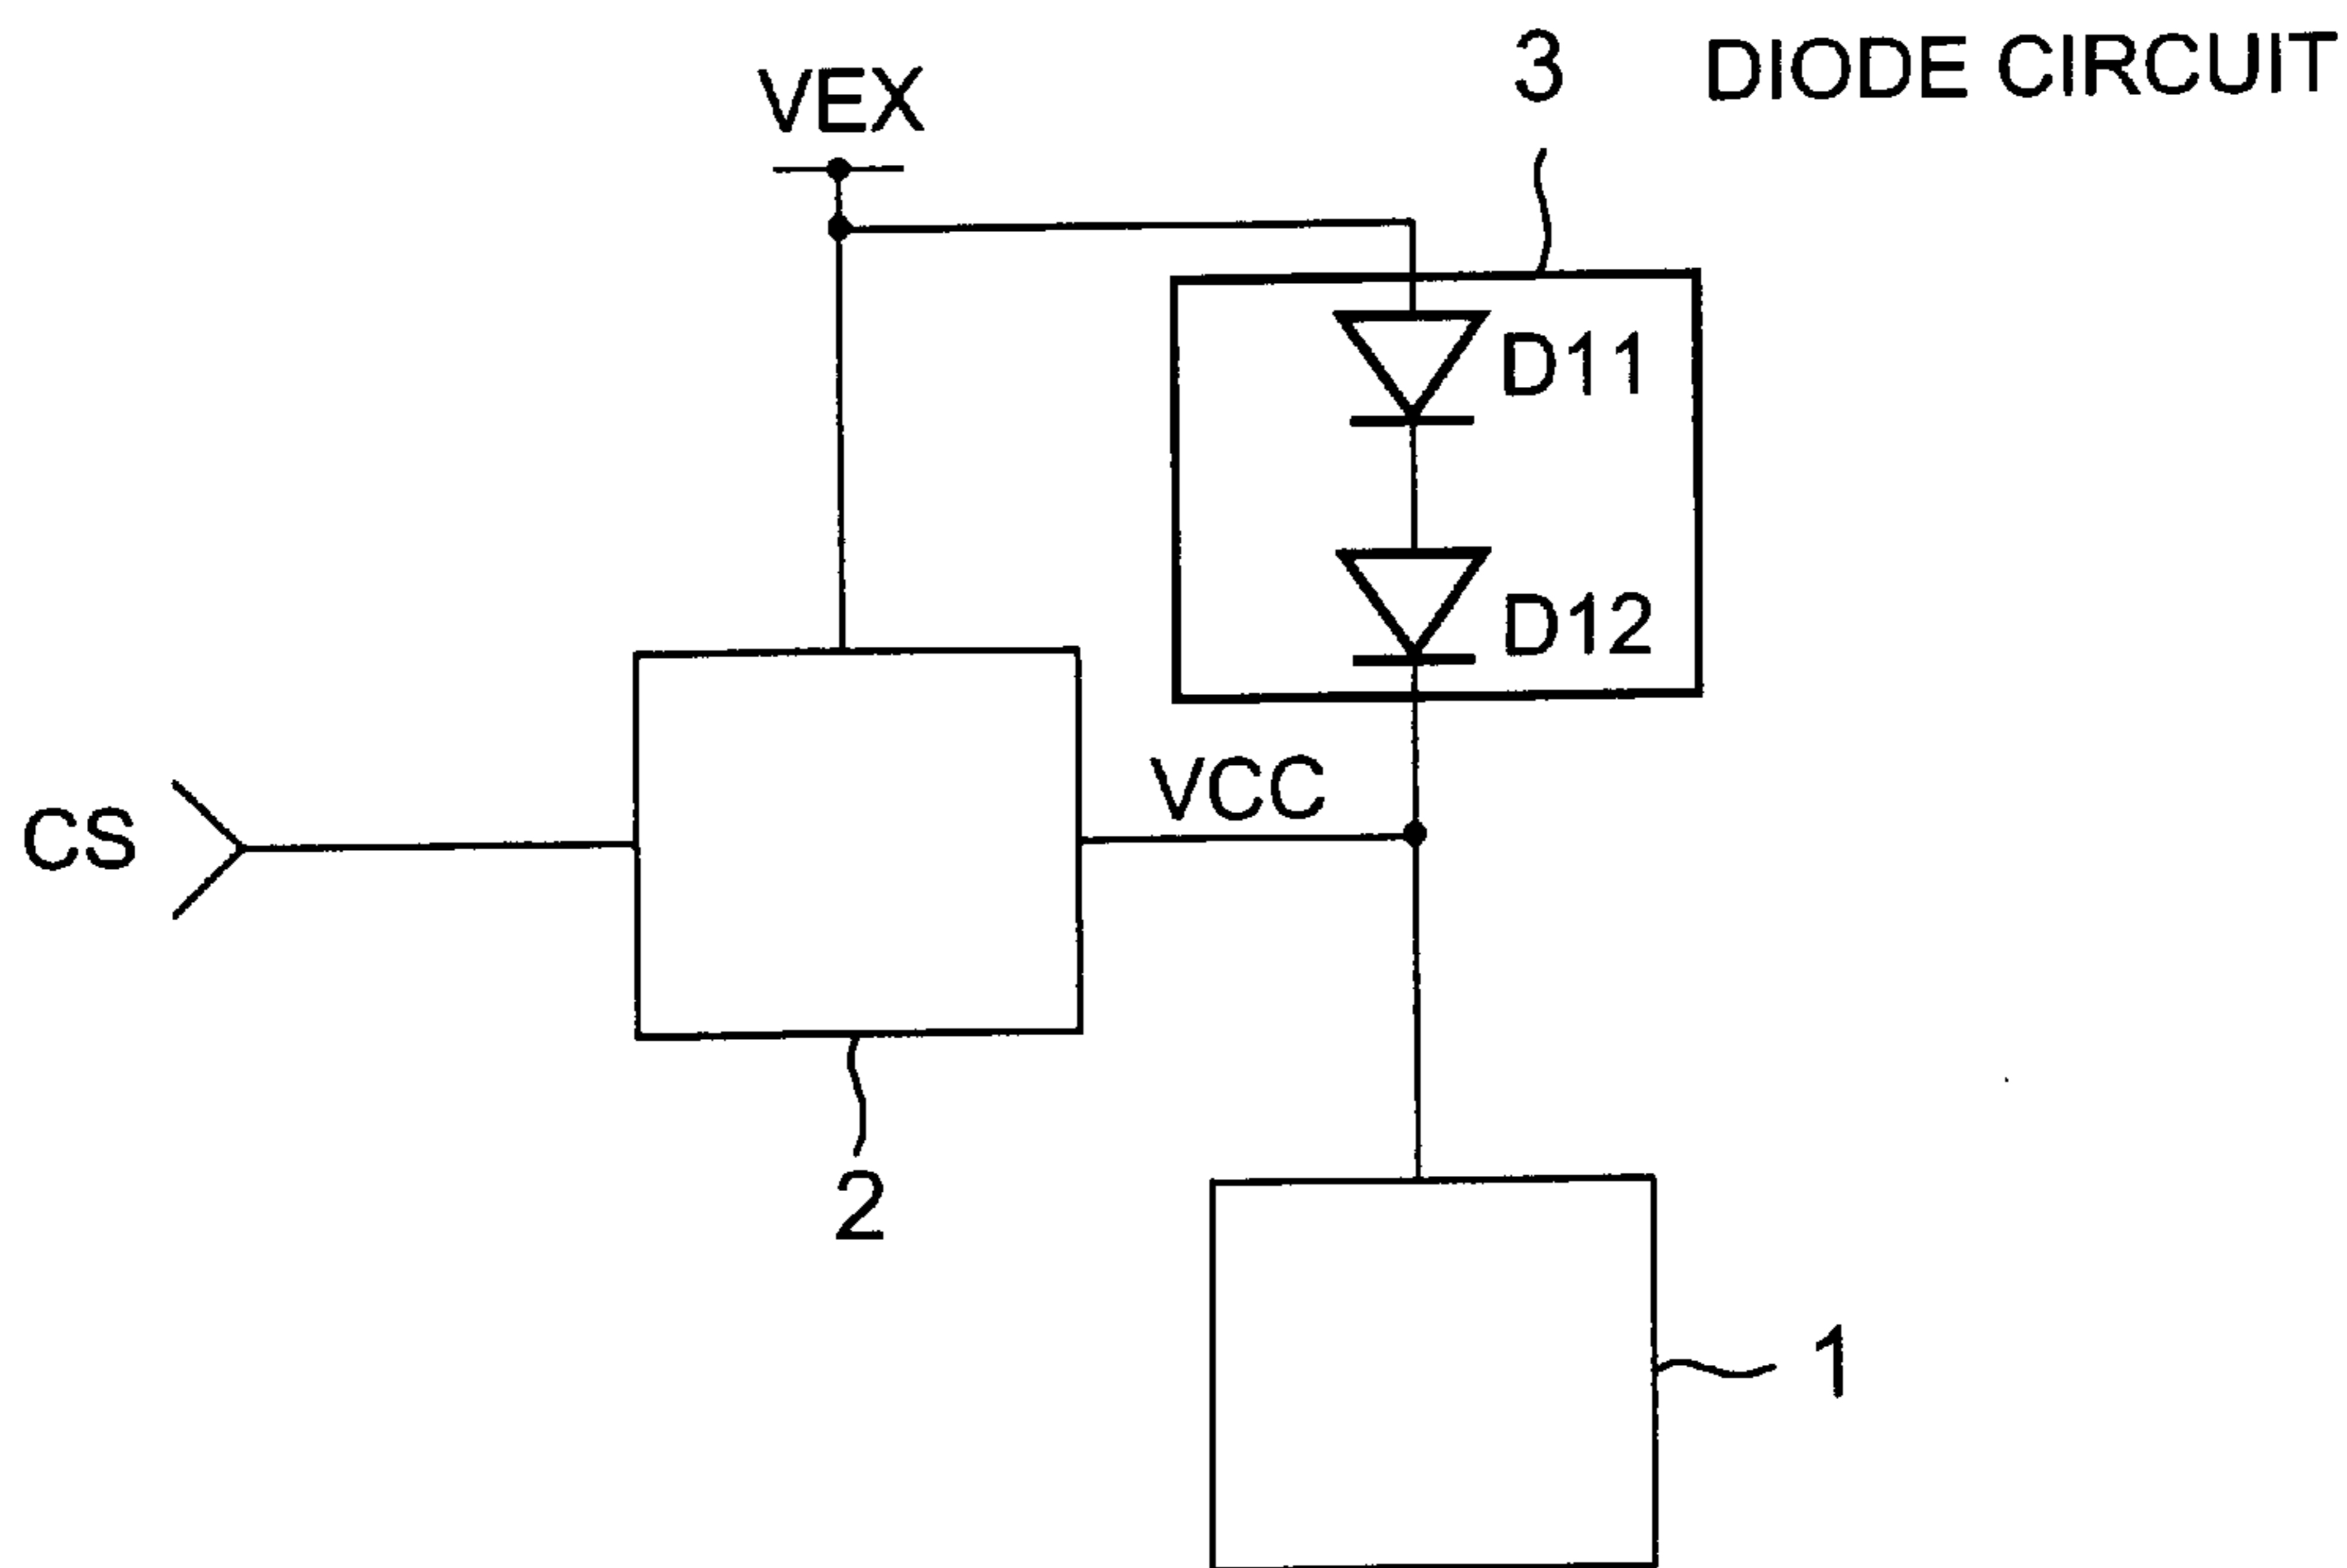 3 DIODE CIRCUIT
VEX
D11
D12
VCC
CS
2
1